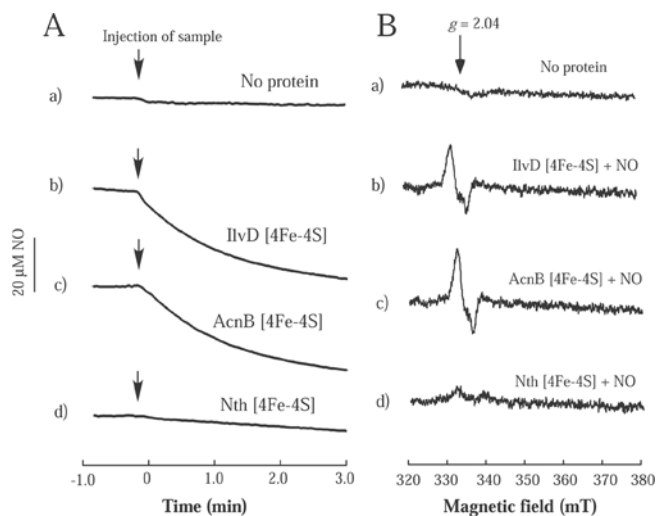 A
Injection of sample
No protein
a)
b)
IlvD [4Fe-4S]
20 µM NO
c)
AcnB [4Fe-4S]
d)
Nth [4Fe-4S]
-1.0 0 1.0 2.0 3.0
Time (min)
B
g = 2.04
No protein
a)
IlvD [4Fe-4S] + NO
b)
AcnB [4Fe-4S] + NO
c)
Nth [4Fe-4S] + NO
d)
320 330 340 350 360 370 380
Magnetic field (mT)